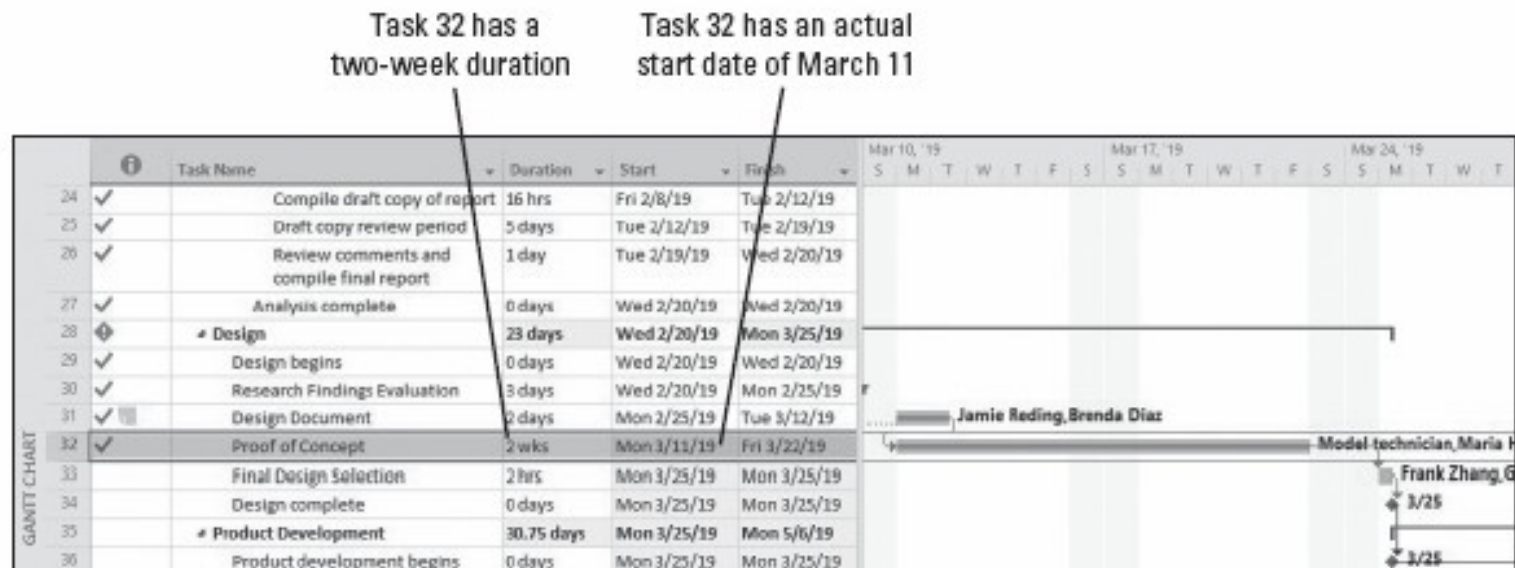 Task 32 has a
two-week duration
Task 32 has an actual
start date of March 11
Task Name Duration Start Finish Mar 10, '19 Mar 17, '19 Mar 24, '19
S M T W T F S S M T W T F S S M T W T
24 Compile draft copy of report 16 hrs Fri 2/8/19 Tue 2/12/19
25 Draft copy review period 5 days Tue 2/12/19 Tue 2/19/19
26 Review comments and 1 day Tue 2/19/19 Wed 2/20/19
compile final report
27 Analysis complete 0 days Wed 2/20/19 Wed 2/20/19
28 Design 23 days Wed 2/20/19 Mon 3/25/19
29 Design begins 0 days Wed 2/20/19 Wed 2/20/19
30 Research Findings Evaluation 3 days Wed 2/20/19 Mon 2/25/19
31 Design Document 2 days Mon 2/25/19 Tue 3/12/19 Jamie Reding,Brenda Diaz
32 Proof of Concept 2 wks Mon 3/11/19 Fri 3/22/19 Model technician,Maria H
33 Final Design Selection 2 hrs Mon 3/25/19 Mon 3/25/19 Frank Zhang,G
34 Design complete 0 days Mon 3/25/19 Mon 3/25/19 3/25
35 Product Development 30.75 days Mon 3/25/19 Mon 5/6/19
36 Product development begins 0 days Mon 3/25/19 Mon 3/25/19 3/25
GANTT CHART